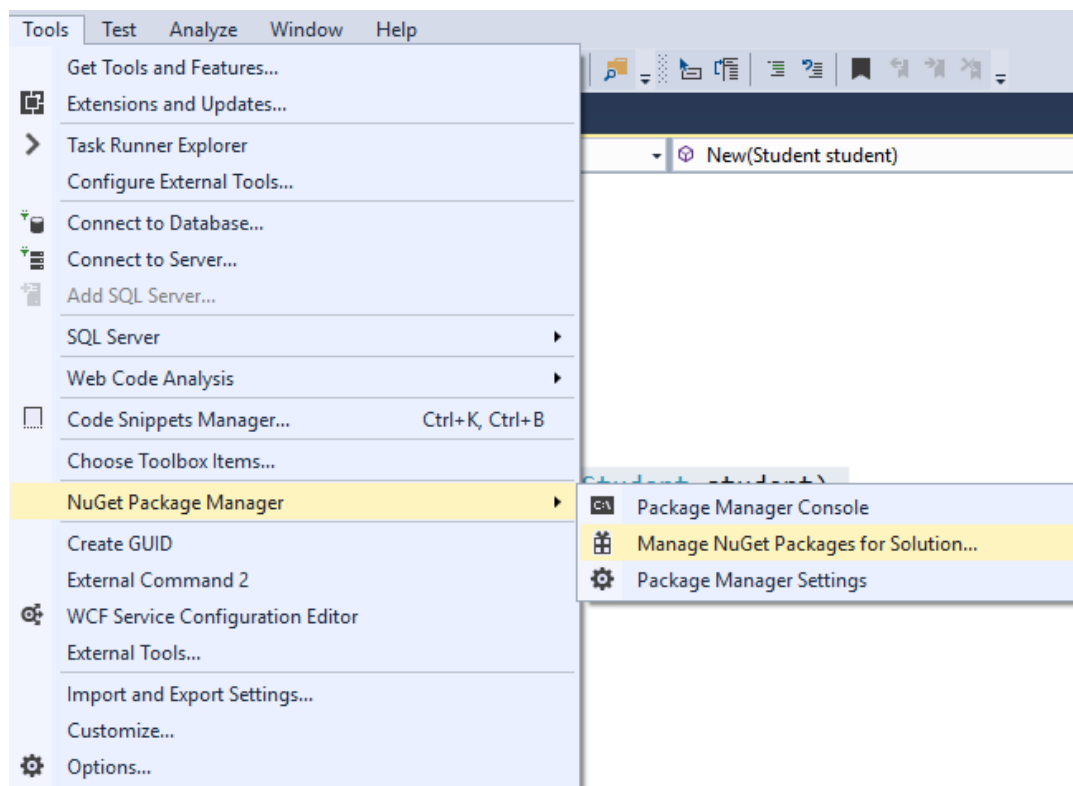 Tools Test Analyze Window Help
Get Tools and Features...
Extensions and Updates...
Task Runner Explorer
New(Student student)
Configure External Tools...
Connect to Database...
Connect to Server...
Add SQL Server...
SQL Server
Web Code Analysis
Code Snippets Manager... Ctrl+K, Ctrl+B
Choose Toolbox Items...
Student student)
NuGet Package Manager
Package Manager Console
Manage NuGet Packages for Solution...
Package Manager Settings
Create GUID
External Command 2
WCF Service Configuration Editor
External Tools...
Import and Export Settings...
Customize...
Options...